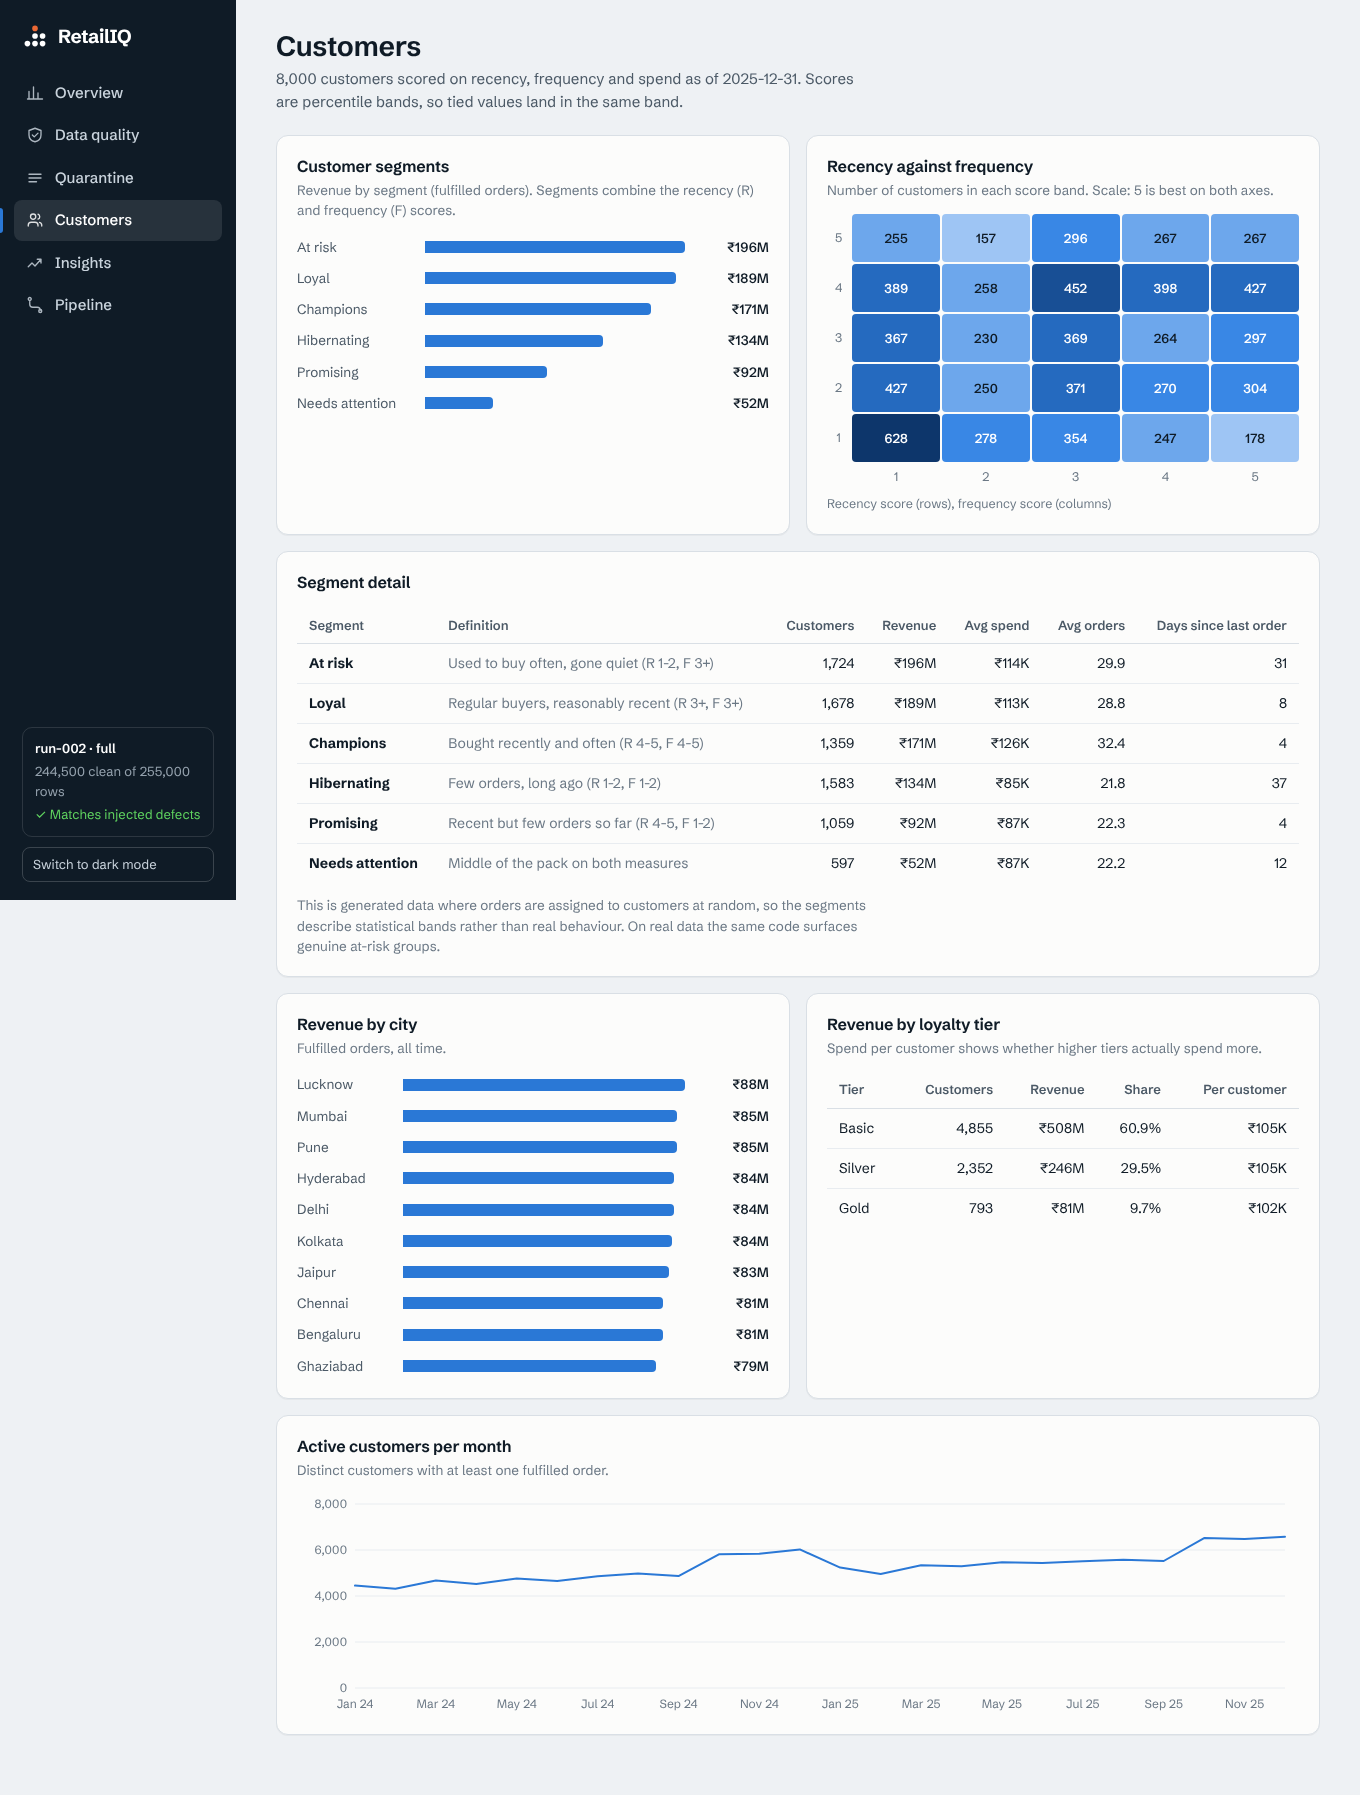 RetailIQ
Overview
Data quality
Quarantine
Customers
Insights
Pipeline
run-002 · full
244,500 clean of 255,000
rows
✓ Matches injected defects
Switch to dark mode
Customers
8,000 customers scored on recency, frequency and spend as of 2025-12-31. Scores
are percentile bands, so tied values land in the same band.
Customer segments
Revenue by segment (fulfilled orders). Segments combine the recency (R)
and frequency (F) scores.
At risk ₹196M
Loyal ₹189M
Champions ₹171M
Hibernating ₹134M
Promising ₹92M
Needs attention ₹52M
Recency against frequency
Number of customers in each score band. Scale: 5 is best on both axes.
5 255 157 296 267 267
4 389 258 452 398 427
3 367 230 369 264 297
2 427 250 371 270 304
1 628 278 354 247 178
1 2 3 4 5
Recency score (rows), frequency score (columns)
Segment detail
Segment Definition Customers Revenue Avg spend Avg orders Days since last order
At risk Used to buy often, gone quiet (R 1-2, F 3+) 1,724 ₹196M ₹114K 29.9 31
Loyal Regular buyers, reasonably recent (R 3+, F 3+) 1,678 ₹189M ₹113K 28.8 8
Champions Bought recently and often (R 4-5, F 4-5) 1,359 ₹171M ₹126K 32.4 4
Hibernating Few orders, long ago (R 1-2, F 1-2) 1,583 ₹134M ₹85K 21.8 37
Promising Recent but few orders so far (R 4-5, F 1-2) 1,059 ₹92M ₹87K 22.3 4
Needs attention Middle of the pack on both measures 597 ₹52M ₹87K 22.2 12
This is generated data where orders are assigned to customers at random, so the segments
describe statistical bands rather than real behaviour. On real data the same code surfaces
genuine at-risk groups.
Revenue by city
Fulfilled orders, all time.
Lucknow ₹88M
Mumbai ₹85M
Pune ₹85M
Hyderabad ₹84M
Delhi ₹84M
Kolkata ₹84M
Jaipur ₹83M
Chennai ₹81M
Bengaluru ₹81M
Ghaziabad ₹79M
Revenue by loyalty tier
Spend per customer shows whether higher tiers actually spend more.
Tier Customers Revenue Share Per customer
Basic 4,855 ₹508M 60.9% ₹105K
Silver 2,352 ₹246M 29.5% ₹105K
Gold 793 ₹81M 9.7% ₹102K
Active customers per month
Distinct customers with at least one fulfilled order.
8,000
6,000
4,000
2,000
0
Jan 24 Mar 24 May 24 Jul 24 Sep 24 Nov 24 Jan 25 Mar 25 May 25 Jul 25 Sep 25 Nov 25